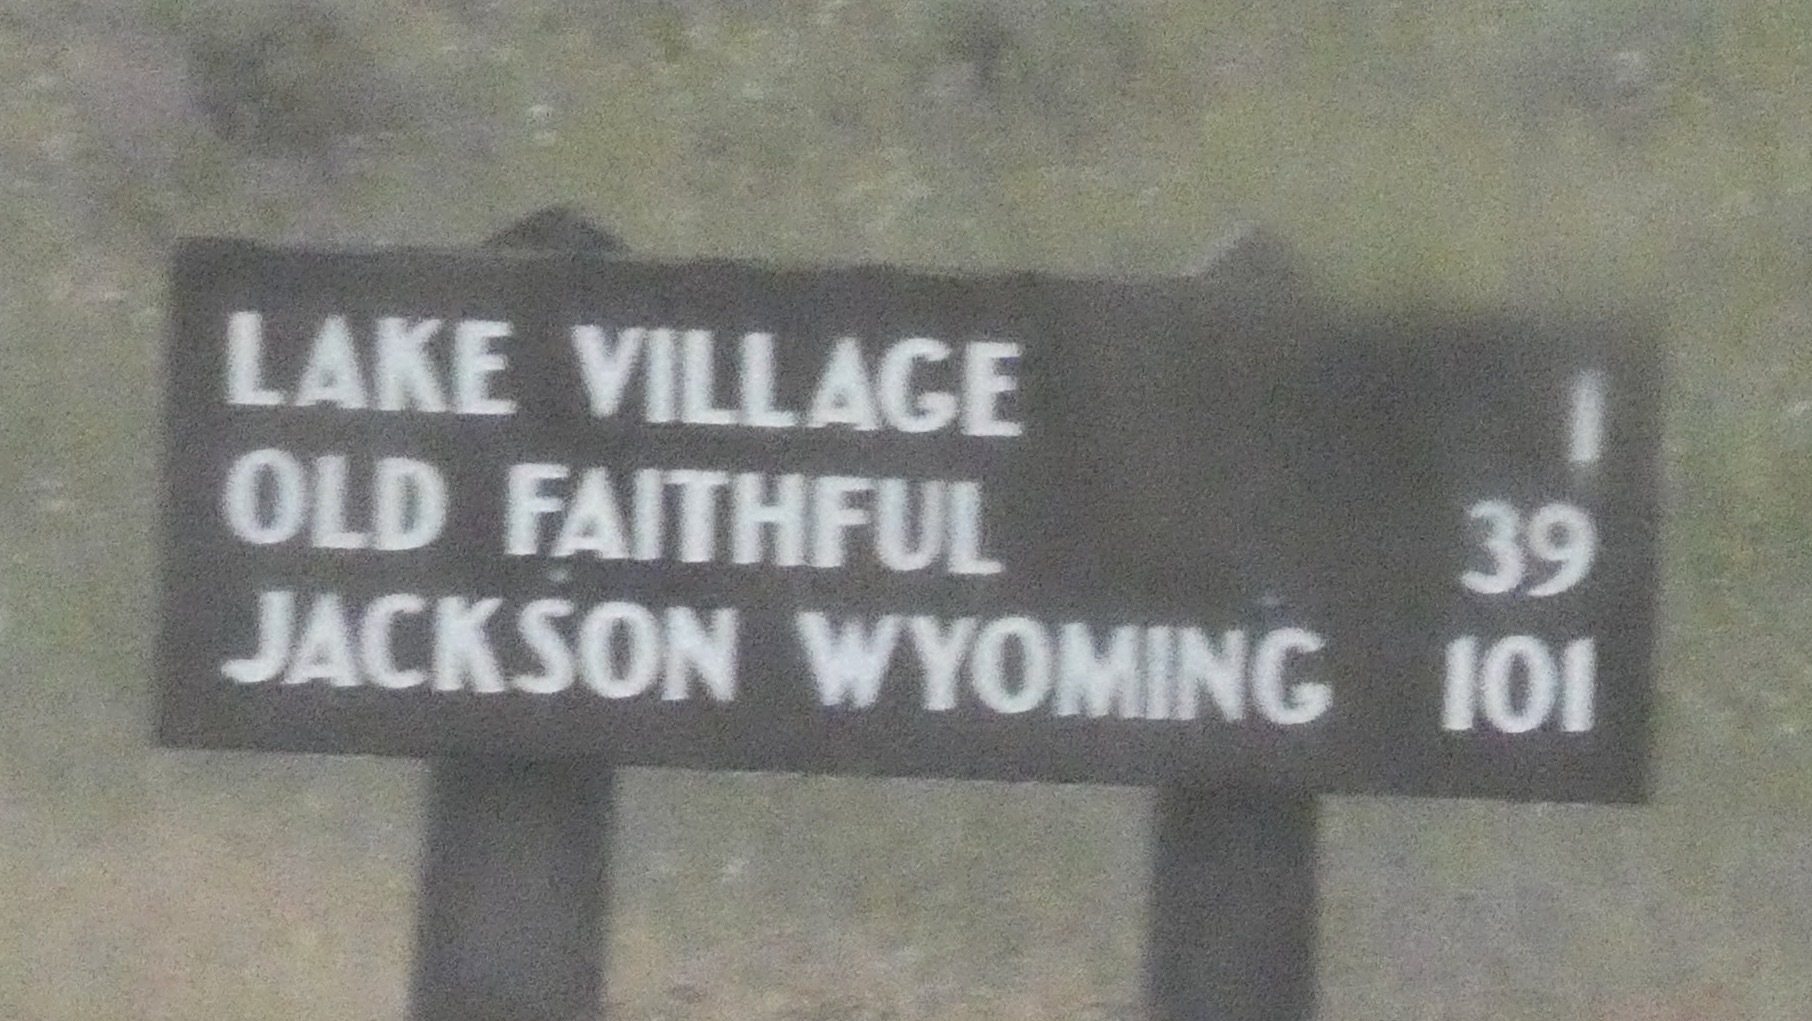 LAKE VILLAGE 1
OLD FAITHFUL 39
JACKSON WYOMING 101